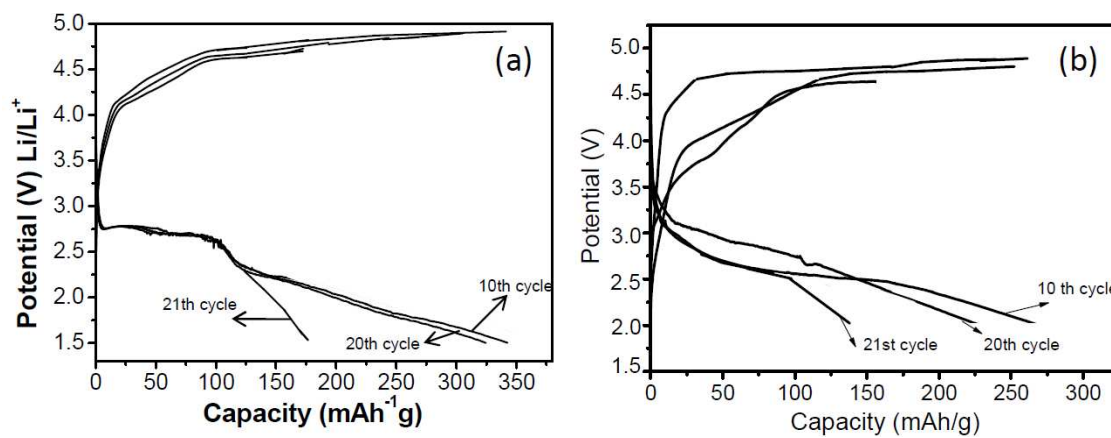 (a)
Potential (V) Li/Li⁺
5.0
4.5
4.0
3.5
3.0
2.5
2.0
1.5
21th cycle
20th cycle
10th cycle
0 50 100 150 200 250 300 350
Capacity (mAh⁻¹g)
(b)
Potential (V)
5.0
4.5
4.0
3.5
3.0
2.5
2.0
1.5
10 th cycle
21st cycle
20th cycle
0 50 100 150 200 250 300
Capacity (mAh/g)